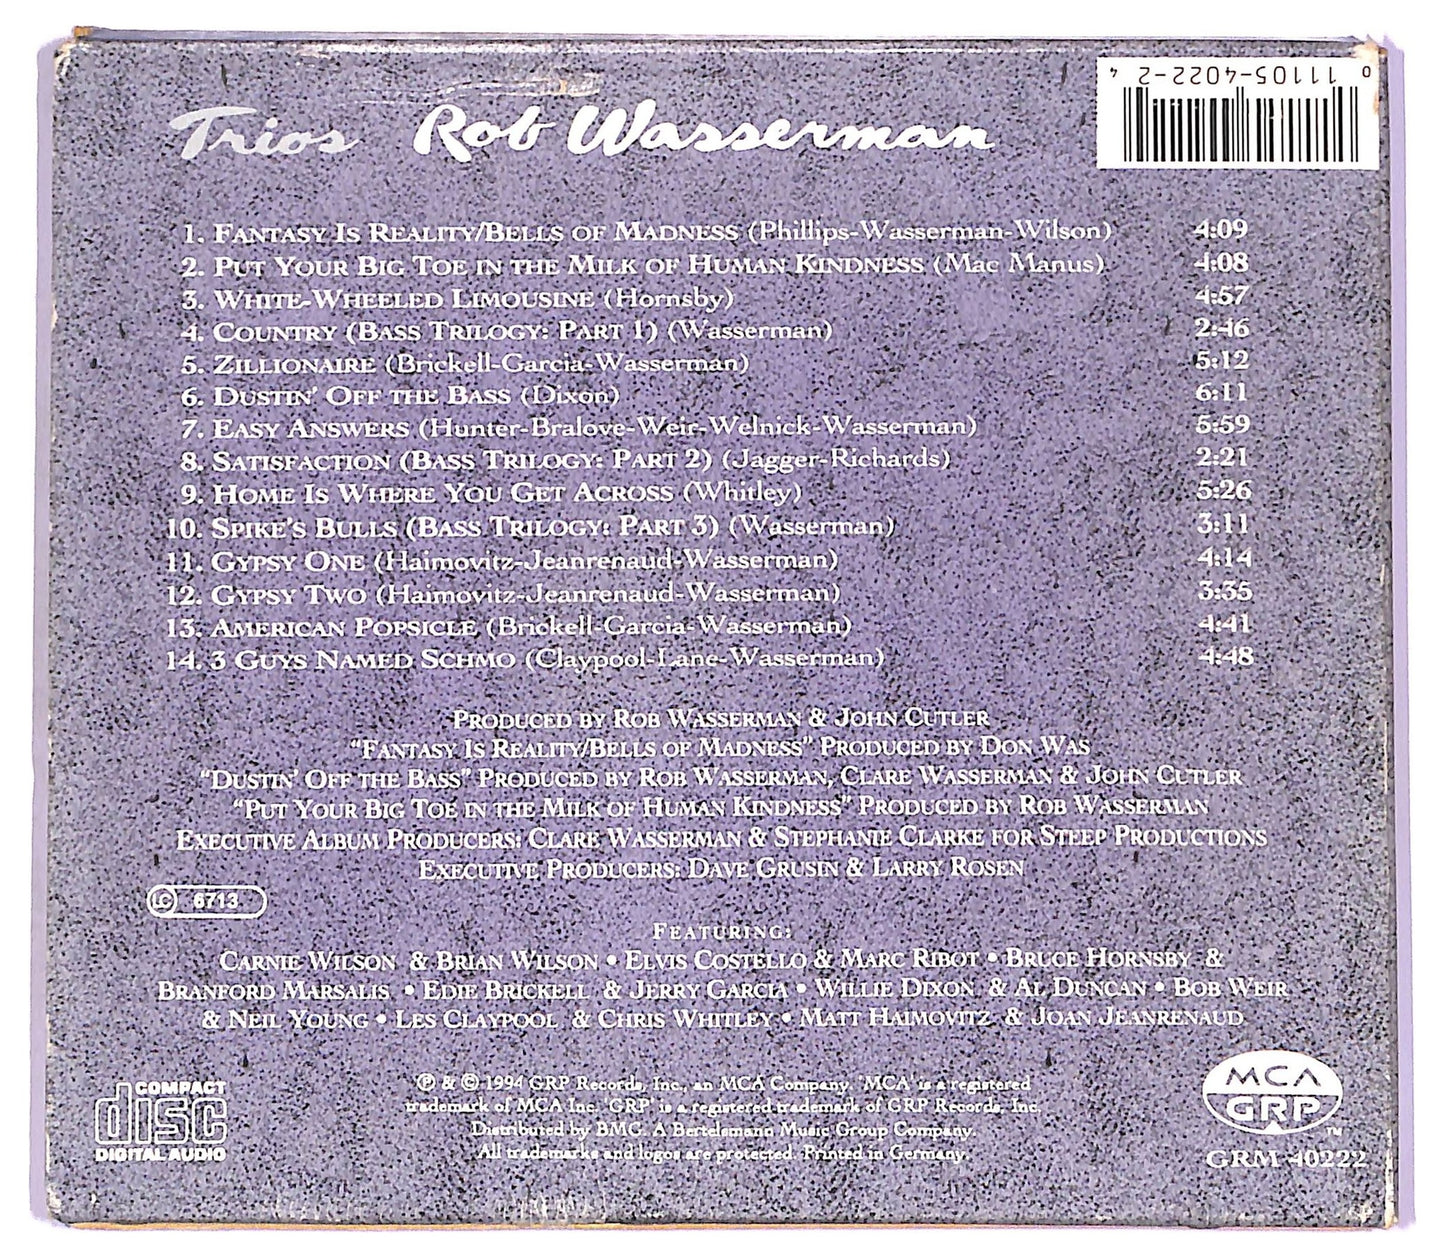 Trios Rob Wasserman
0 11105-4022-2 4
1. Fantasy Is Reality/Bells of Madness (Phillips-Wasserman-Wilson) 4:09
2. Put Your Big Toe in the Milk of Human Kindness (Mac Manus) 4:08
3. White-Wheeled Limousine (Hornsby) 4:57
4. Country (Bass Trilogy: Part 1) (Wasserman) 2:46
5. Zillionaire (Brickell-Garcia-Wasserman) 5:12
6. Dustin' Off the Bass (Dixon) 6:11
7. Easy Answers (Hunter-Bralove-Weir-Welnick-Wasserman) 5:59
8. Satisfaction (Bass Trilogy: Part 2) (Jagger-Richards) 2:21
9. Home Is Where You Get Across (Whitley) 5:26
10. Spike's Bulls (Bass Trilogy: Part 3) (Wasserman) 3:11
11. Gypsy One (Haimovitz-Jeanrenaud-Wasserman) 4:14
12. Gypsy Two (Haimovitz-Jeanrenaud-Wasserman) 3:35
13. American Popsicle (Brickell-Garcia-Wasserman) 4:41
14. 3 Guys Named Schmo (Claypool-Lane-Wasserman) 4:48
Produced by Rob Wasserman & John Cutler
"Fantasy Is Reality/Bells of Madness" Produced by Don Was
"Dustin' Off the Bass" Produced by Rob Wasserman, Clare Wasserman & John Cutler
"Put Your Big Toe in the Milk of Human Kindness" Produced by Rob Wasserman
Executive Album Producers: Clare Wasserman & Stephanie Clarke for Steep Productions
Executive Producers: Dave Grusin & Larry Rosen
LC 6713
Featuring:
Carnie Wilson & Brian Wilson • Elvis Costello & Marc Ribot • Bruce Hornsby &
Branford Marsalis • Edie Brickell & Jerry Garcia • Willie Dixon & Al Duncan • Bob Weir
& Neil Young • Les Claypool & Chris Whitley • Matt Haimovitz & Joan Jeanrenaud
COMPACT
disc
DIGITAL AUDIO
℗ & © 1994 GRP Records, Inc., an MCA Company. 'MCA' is a registered
trademark of MCA Inc. 'GRP' is a registered trademark of GRP Records, Inc.
Distributed by BMG. A Bertelsmann Music Group Company.
All trademarks and logos are protected. Printed in Germany.
MCA
GRP ™
GRM 40222